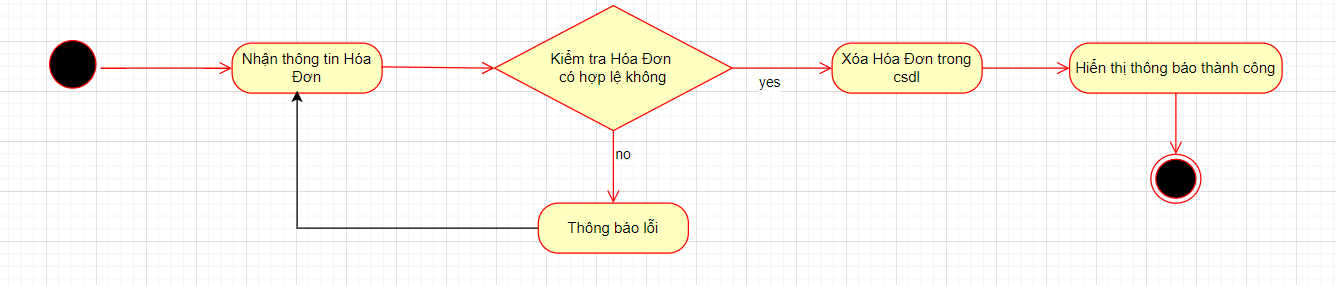 Nhận thông tin Hóa
Đơn
Kiểm tra Hóa Đơn
có hợp lệ không
yes
Xóa Hóa Đơn trong
csdl
Hiển thị thông báo thành công
no
Thông báo lỗi